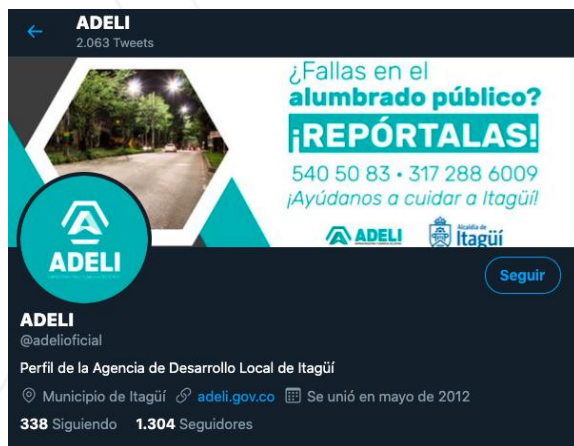 ADELI
2.063 Tweets
¿Fallas en el
alumbrado público?
¡REPÓRTALAS!
540 50 83 • 317 288 6009
¡Ayúdanos a cuidar a Itagüí!
ADELI
Alcaldía de
Itagüí
ADELI
Seguir
ADELI
@adelioficial
Perfil de la Agencia de Desarrollo Local de Itagüí
Municipio de Itagüí adeli.gov.co Se unió en mayo de 2012
338 Siguiendo 1.304 Seguidores